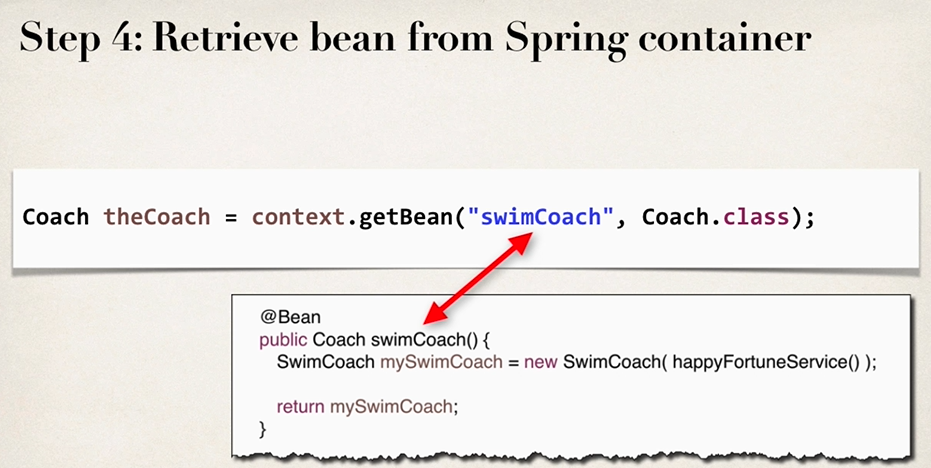 Step 4: Retrieve bean from Spring container
Coach theCoach = context.getBean("swimCoach", Coach.class);
@Bean
public Coach swimCoach() {
SwimCoach mySwimCoach = new SwimCoach( happyFortuneService() );
return mySwimCoach;
}